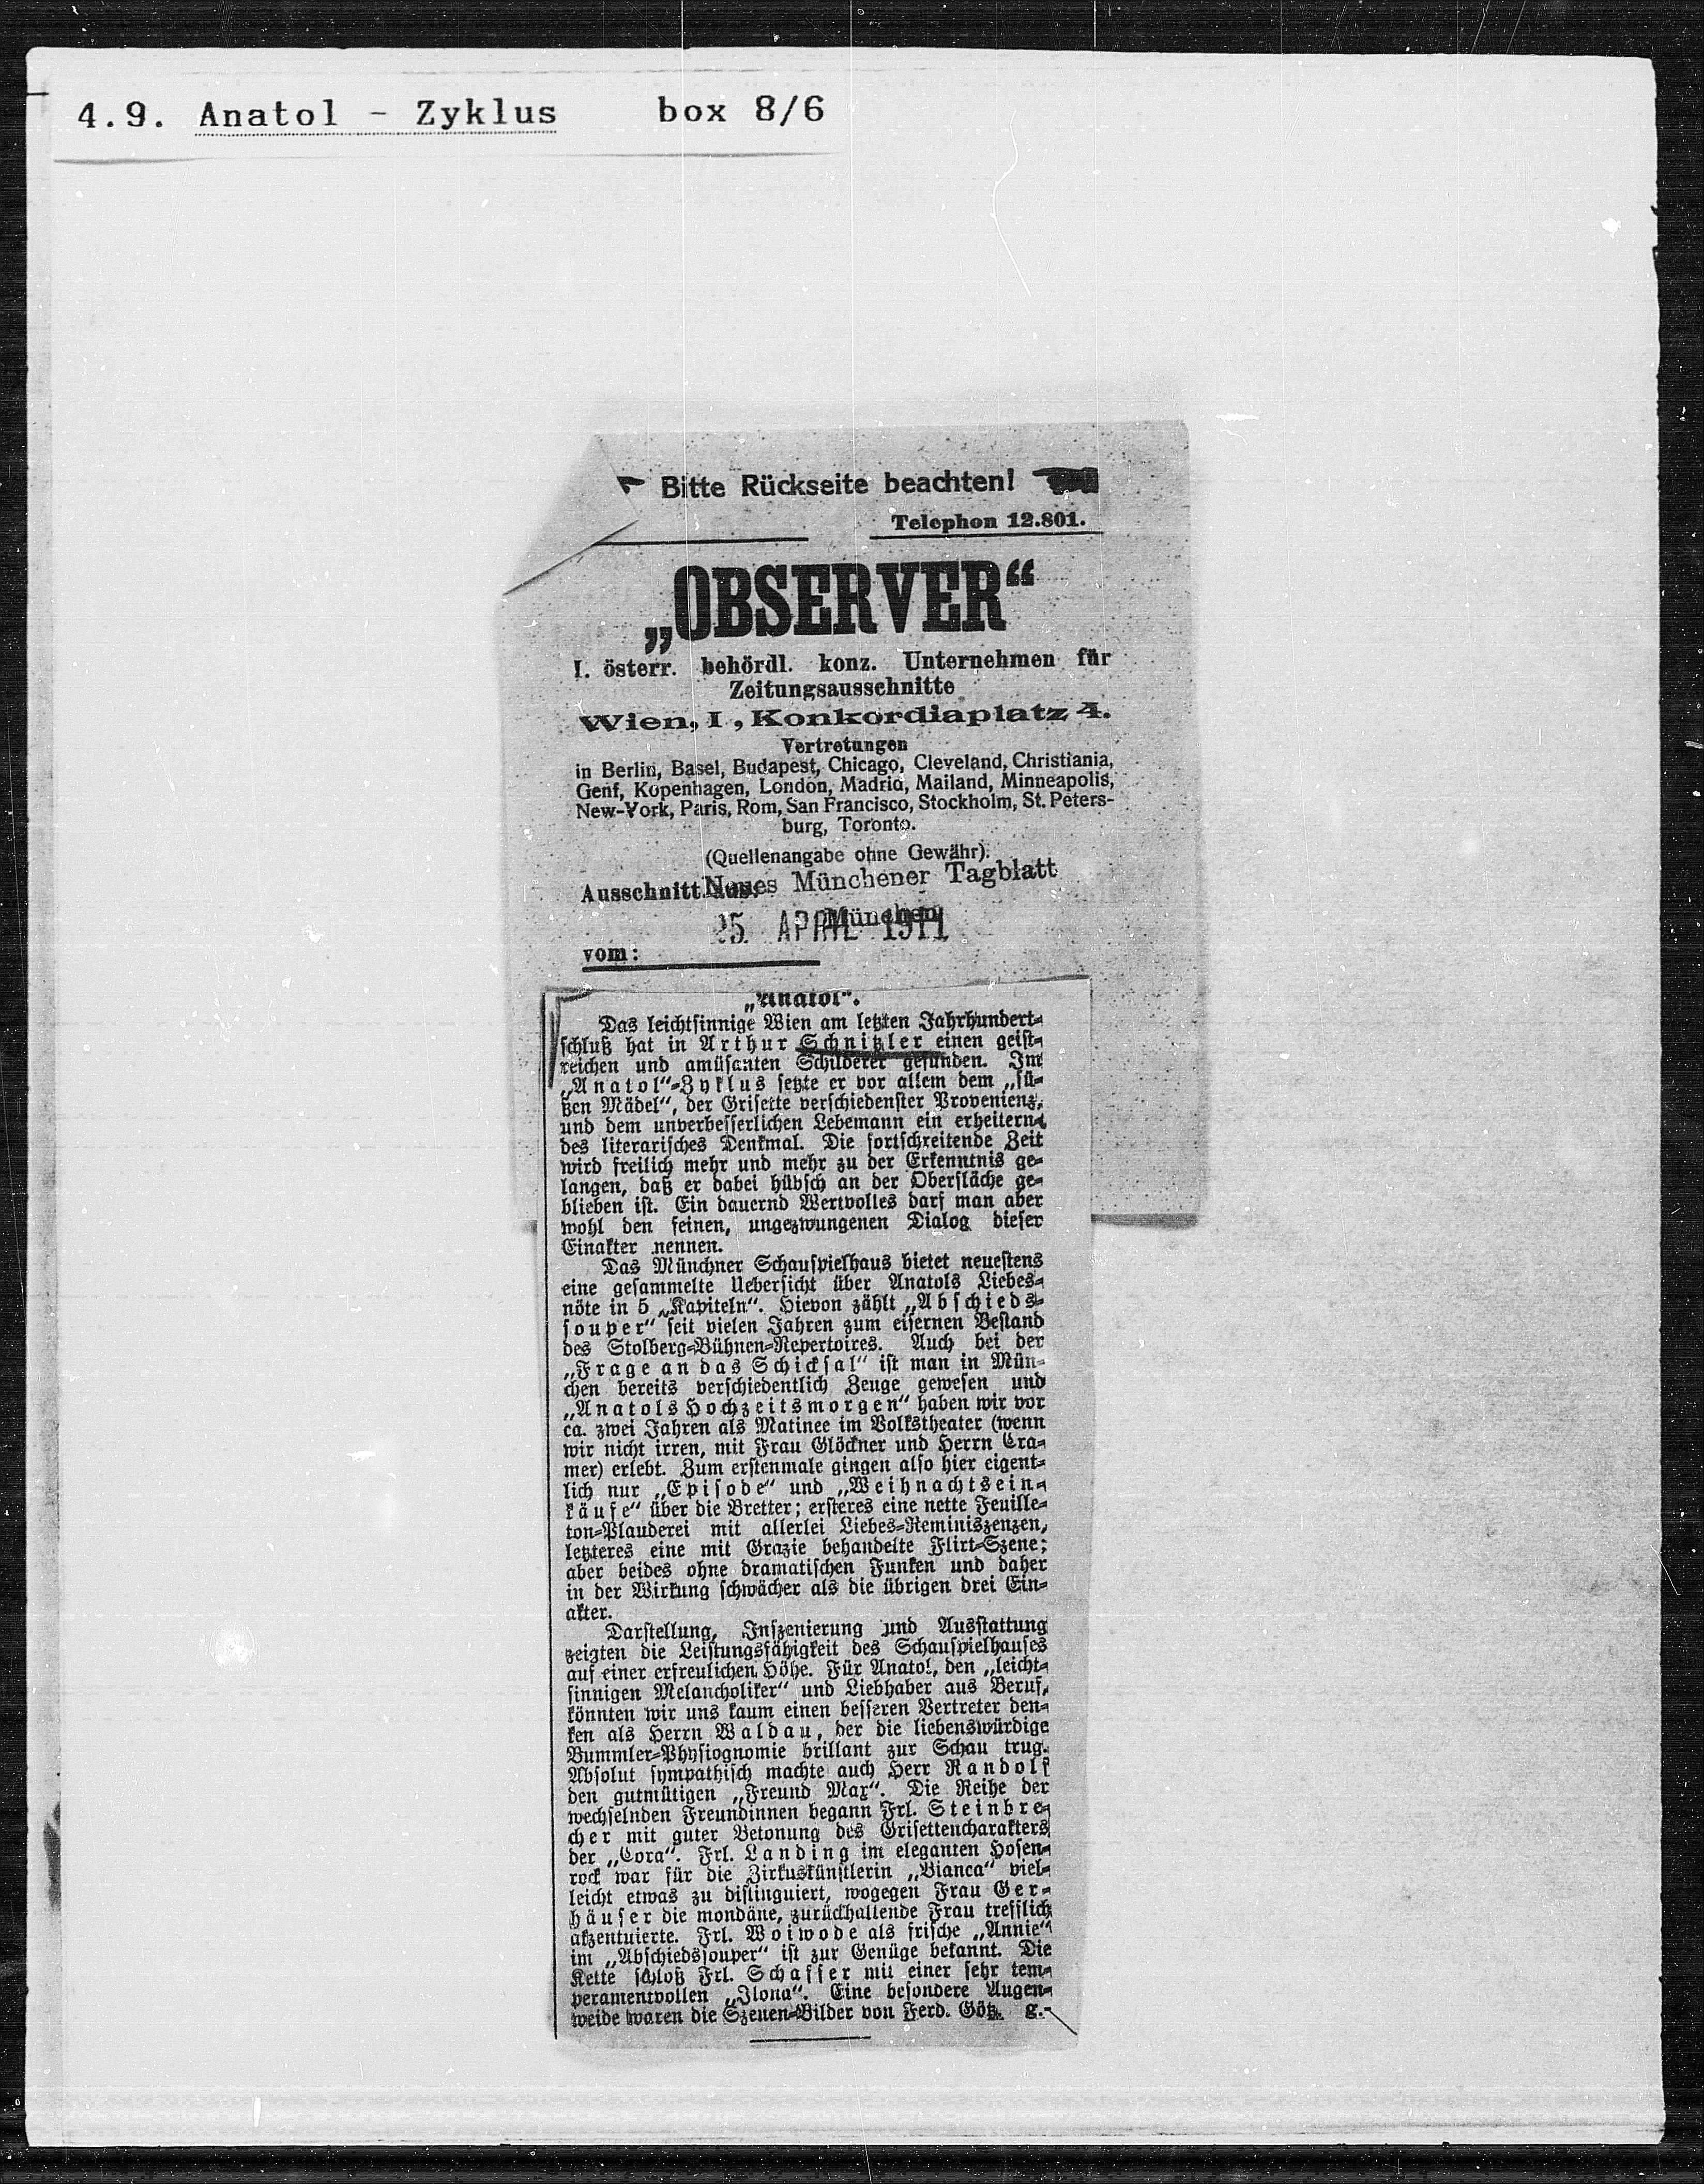 4.9. Anatol - Zyklus box 8/6
Bitte Rückseite beachten!
Telephon 12.801.
„OBSERVER“
I. österr. behördl. konz. Unternehmen für
Zeitungsausschnitte
Wien, I, Konkordiaplatz 4.
Vertretungen
in Berlin, Basel, Budapest, Chicago, Cleveland, Christiania,
Genf, Kopenhagen, London, Madrid, Mailand, Minneapolis,
New-York, Paris, Rom, San Francisco, Stockholm, St. Peters-
burg, Toronto.
(Quellenangabe ohne Gewähr).
Ausschnitt aus: Neues Münchener Tagblatt
München
25. APRIL 1911
vom:
„Anatol“.
Das leichtsinnige Wien am letzten Jahrhundert-
schluß hat in Arthur Schnitzler einen geist-
reichen und amüsanten Schilderer gefunden. Im
„Anatol“-Zyklus setzte er vor allem dem „sü-
ßen Mädel“, der Grisette verschiedenster Provenienz,
und dem unverbesserlichen Lebemann ein erheitern-
des literarisches Denkmal. Die fortschreitende Zeit
wird freilich mehr und mehr zu der Erkenntnis ge-
langen, daß er dabei hübsch an der Oberfläche ge-
blieben ist. Ein dauernd Wertvolles darf man aber
wohl den feinen, ungezwungenen Dialog dieser
Einakter nennen.
Das Münchner Schauspielhaus bietet neuestens
eine gesammelte Uebersicht über Anatols Liebes-
nöte in 5 „Kapiteln“. Hievon zählt „Abschieds-
souper“ seit vielen Jahren zum eisernen Bestand
des Stolberg-Bühnen-Repertoires. Auch bei der
„Frage an das Schicksal“ ist man in Mün-
chen bereits verschiedentlich Zeuge gewesen und
„Anatols Hochzeitsmorgen“ haben wir vor
ca. zwei Jahren als Matinee im Volkstheater (wenn
wir nicht irren, mit Frau Glöckner und Herrn Cra-
mer) erlebt. Zum erstenmale gingen also hier eigent-
lich nur „Episode“ und „Weihnachtsein-
käufe“ über die Bretter; ersteres eine nette Feuille-
ton-Plauderei mit allerlei Liebes-Reminiszenzen,
letzteres eine mit Grazie behandelte Flirt-Szene;
aber beides ohne dramatischen Funken und daher
in der Wirkung schwächer als die übrigen drei Ein-
akter.
Darstellung, Inszenierung und Ausstattung
zeigten die Leistungsfähigkeit des Schauspielhauses
auf einer erfreulichen Höhe. Für Anatol, den „leicht-
sinnigen Melancholiker“ und Liebhaber aus Beruf,
könnten wir uns kaum einen besseren Vertreter den-
ken als Herrn Waldau, der die liebenswürdige
Bummler-Physiognomie brillant zur Schau trug.
Absolut sympathisch machte auch Herr Randolf
den gutmütigen „Freund Max“. Die Reihe der
wechselnden Freundinnen begann Frl. Steinbre-
cher mit guter Betonung des Grisettencharakters
der „Cora“. Frl. Landing im eleganten Hosen-
rock war für die Zirkuskünstlerin „Bianca“ viel-
leicht etwas zu distinguiert, wogegen Frau Ger-
häuser die mondäne, zurückhaltende Frau trefflich
akzentuierte. Frl. Woiwode als frische „Annie“
im „Abschiedssouper“ ist zur Genüge bekannt. Die
Kette schloß Frl. Schaffer mit einer sehr tem-
peramentvollen „Ilona“. Eine besondere Augen-
weide waren die Szenen-Bilder von Ferd. Götz. g.-